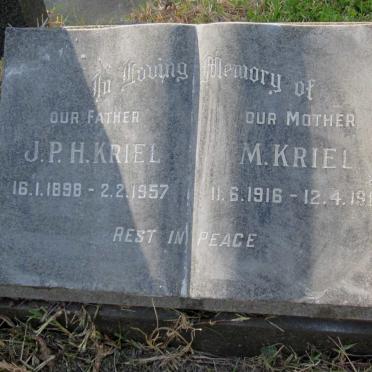 In Loving Memory of
OUR FATHER
J.P.H. KRIEL
16.1.1898 - 2.2.1957
OUR MOTHER
M. KRIEL
11.6.1916 - 12.4.19
REST IN PEACE